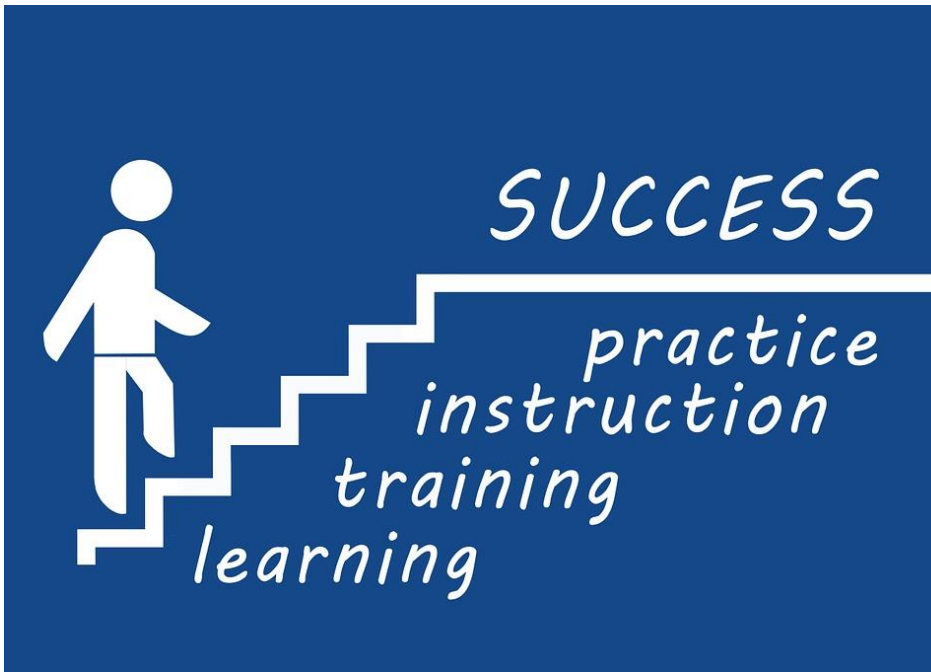 SUCCESS
practice
instruction
training
learning